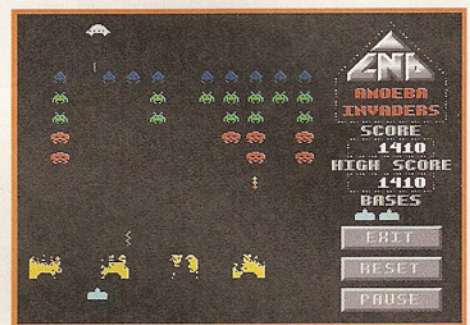 AMOEBA
INVADERS
SCORE
1410
HIGH SCORE
1410
BASES
EXIT
RESET
PAUSE